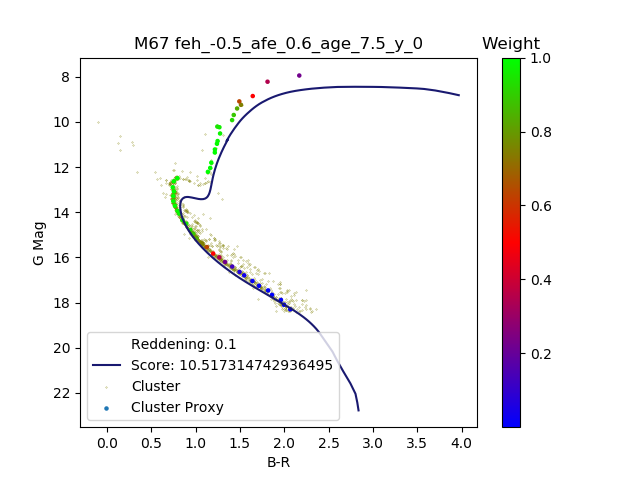 M67 feh_-0.5_afe_0.6_age_7.5_y_0
Weight
8
10
12
14
16
18
20
22
G Mag
0.0 0.5 1.0 1.5 2.0 2.5 3.0 3.5 4.0
B-R
Reddening: 0.1
Score: 10.517314742936495
Cluster
Cluster Proxy
1.0
0.8
0.6
0.4
0.2